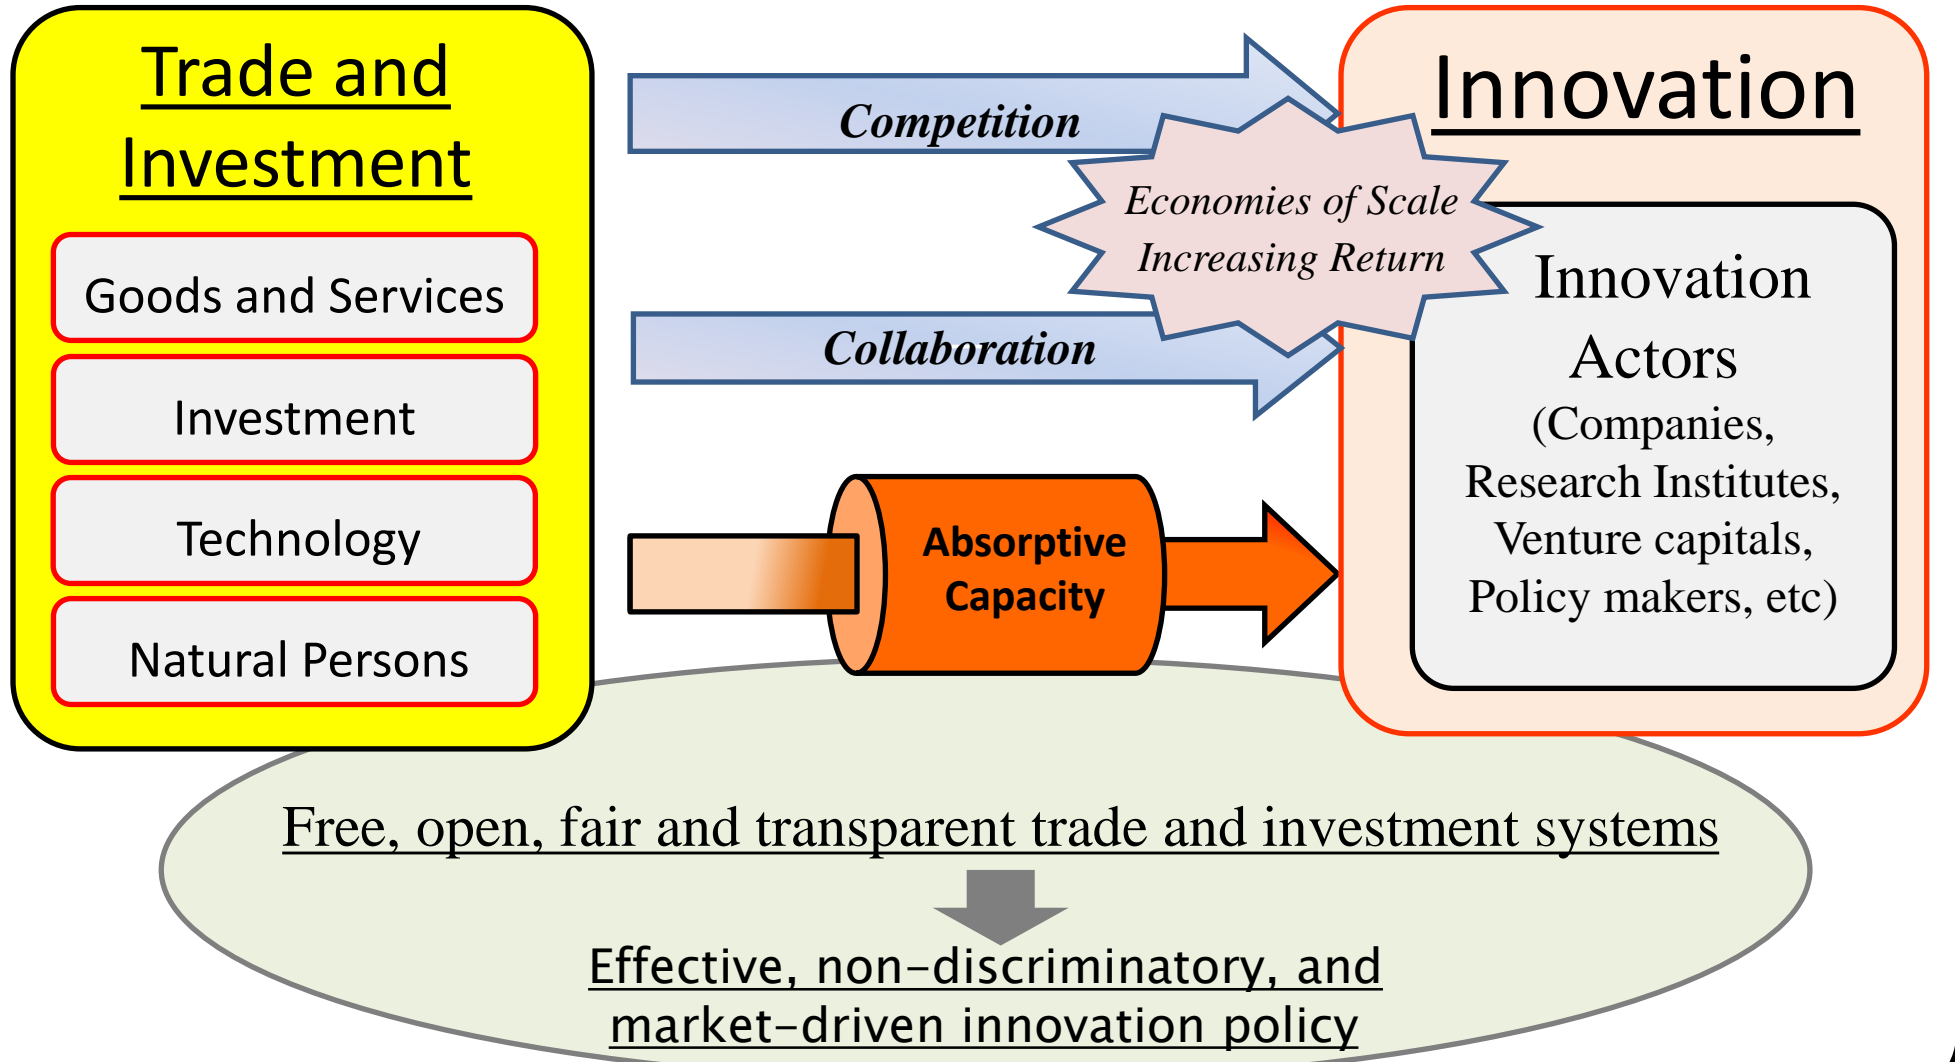 Trade and
Investment
Goods and Services
Investment
Technology
Natural Persons
Competition
Economies of Scale
Increasing Return
Collaboration
Absorptive
Capacity
Innovation
Innovation
Actors
(Companies,
Research Institutes,
Venture capitals,
Policy makers, etc)
Free, open, fair and transparent trade and investment systems
Effective, non-discriminatory, and
market-driven innovation policy